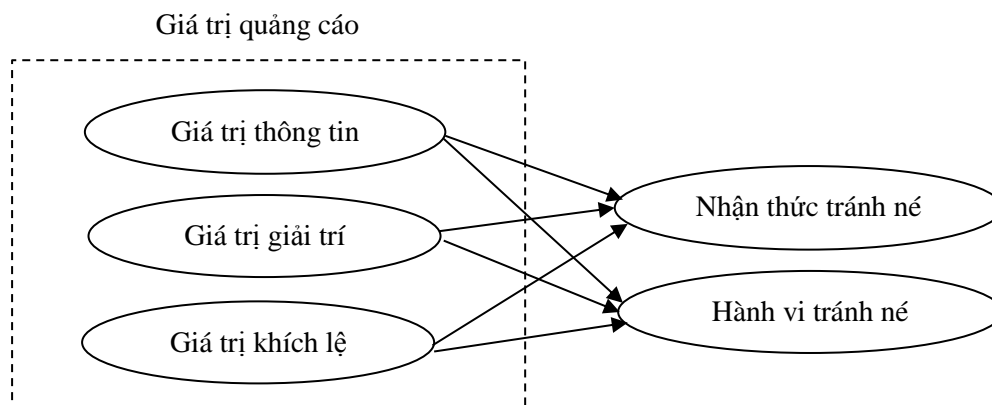 Giá trị quảng cáo
Giá trị thông tin
Giá trị giải trí
Giá trị khích lệ
Nhận thức tránh né
Hành vi tránh né